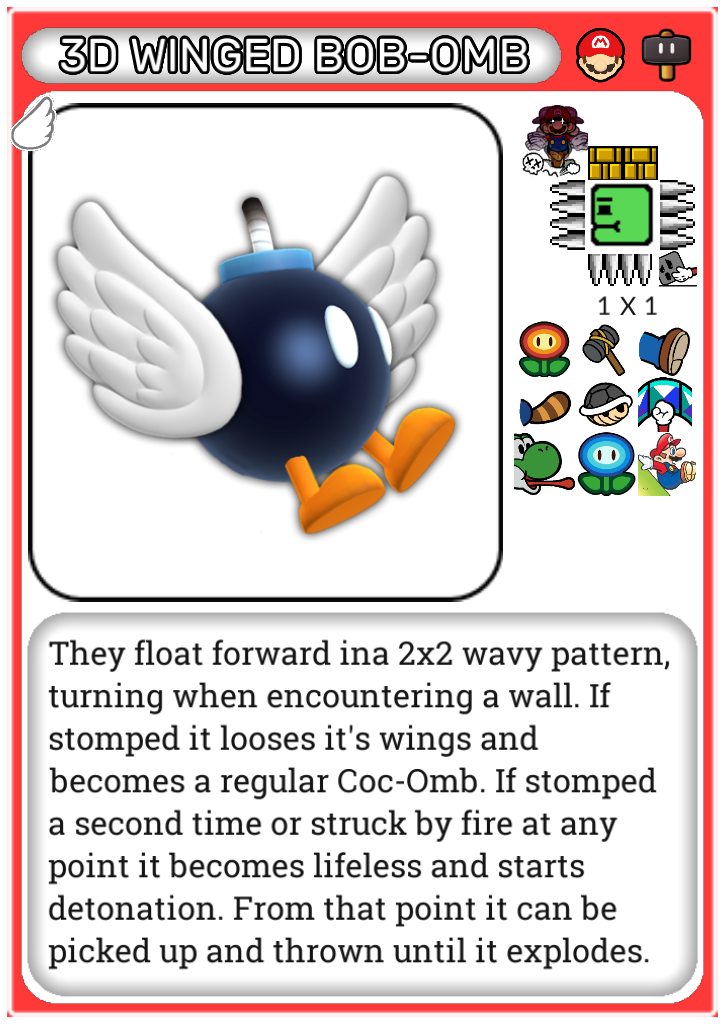 3D WINGED BOB-OMB
1 X 1
They float forward ina 2x2 wavy pattern,
turning when encountering a wall. If
stomped it looses it's wings and
becomes a regular Coc-Omb. If stomped
a second time or struck by fire at any
point it becomes lifeless and starts
detonation. From that point it can be
picked up and thrown until it explodes.